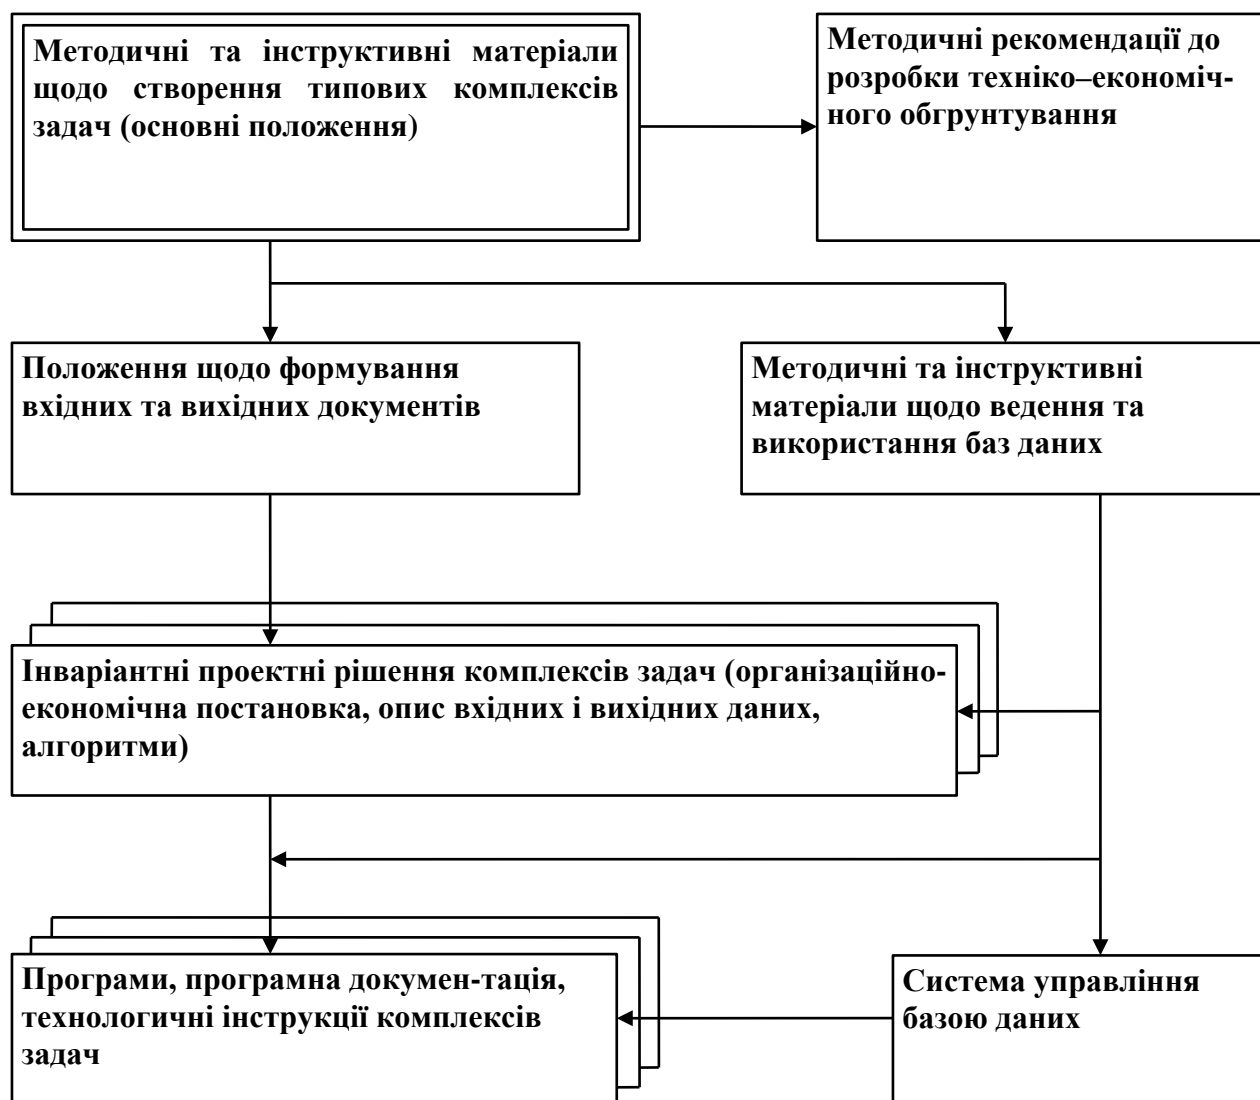 Методичні та інструктивні матеріали
щодо створення типових комплексів
задач (основні положення)
Методичні рекомендації до
розробки техніко–економіч-
ного обгрунтування
Положення щодо формування
вхідних та вихідних документів
Методичні та інструктивні
матеріали щодо ведення та
використання баз даних
Інваріантні проектні рішення комплексів задач (організаційно-
економічна постановка, опис вхідних і вихідних даних,
алгоритми)
Програми, програмна докумен-тація,
технологичні інструкції комплексів
задач
Система управління
базою даних